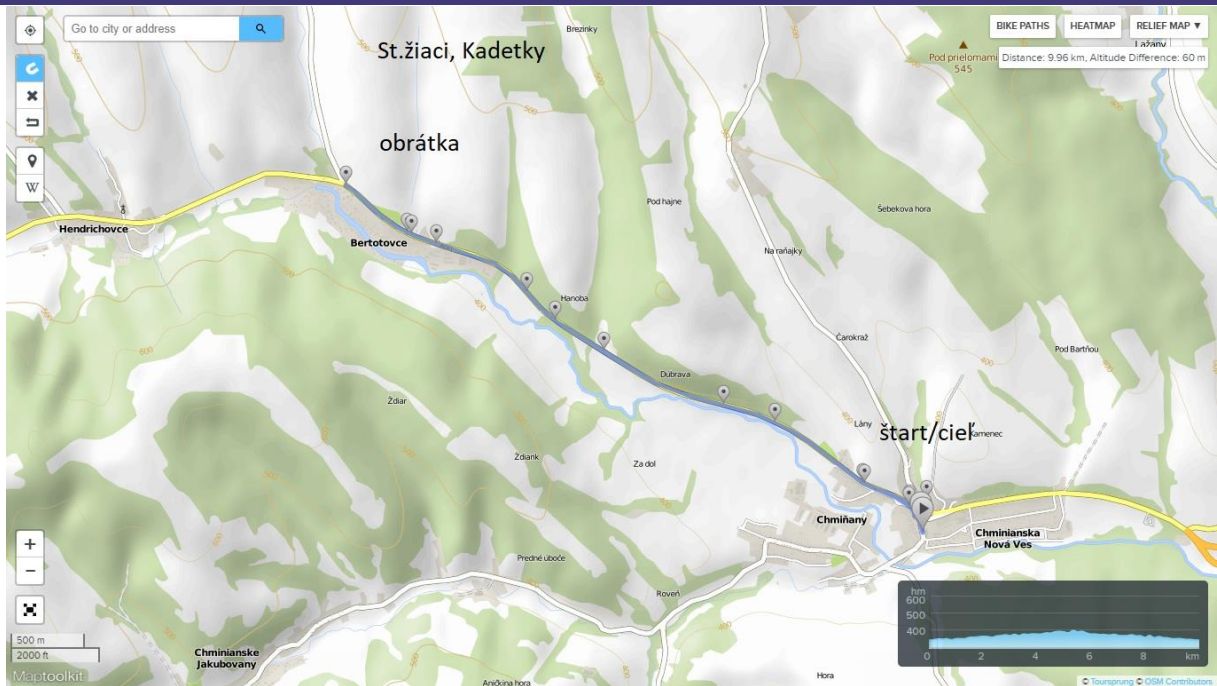 Go to city or address
St.žiaci, Kadetky
obrátka
štart/cieľ
BIKE PATHS
HEATMAP
RELIEF MAP ▼
Distance: 9.96 km, Altitude Difference: 60 m
Brezinky
Lažany
Pod prielomami
545
Hendrichovce
Bertotovce
Pod hájne
Šebekova hora
Na raňajky
Hanoba
Čarokraž
Pod Bartňou
Dúbrava
Ždiar
Lány
Kamenec
Ždiarik
Za dol
Chmiňany
Chminianska
Nová Ves
Predné úboče
Roveň
Chminianske
Jakubovany
Aničkina hora
Hora
W
+
−
500 m
2000 ft
Maptoolkit
hm
600
500
400
0
2
4
6
8
km
© Toursprung © OSM Contributors